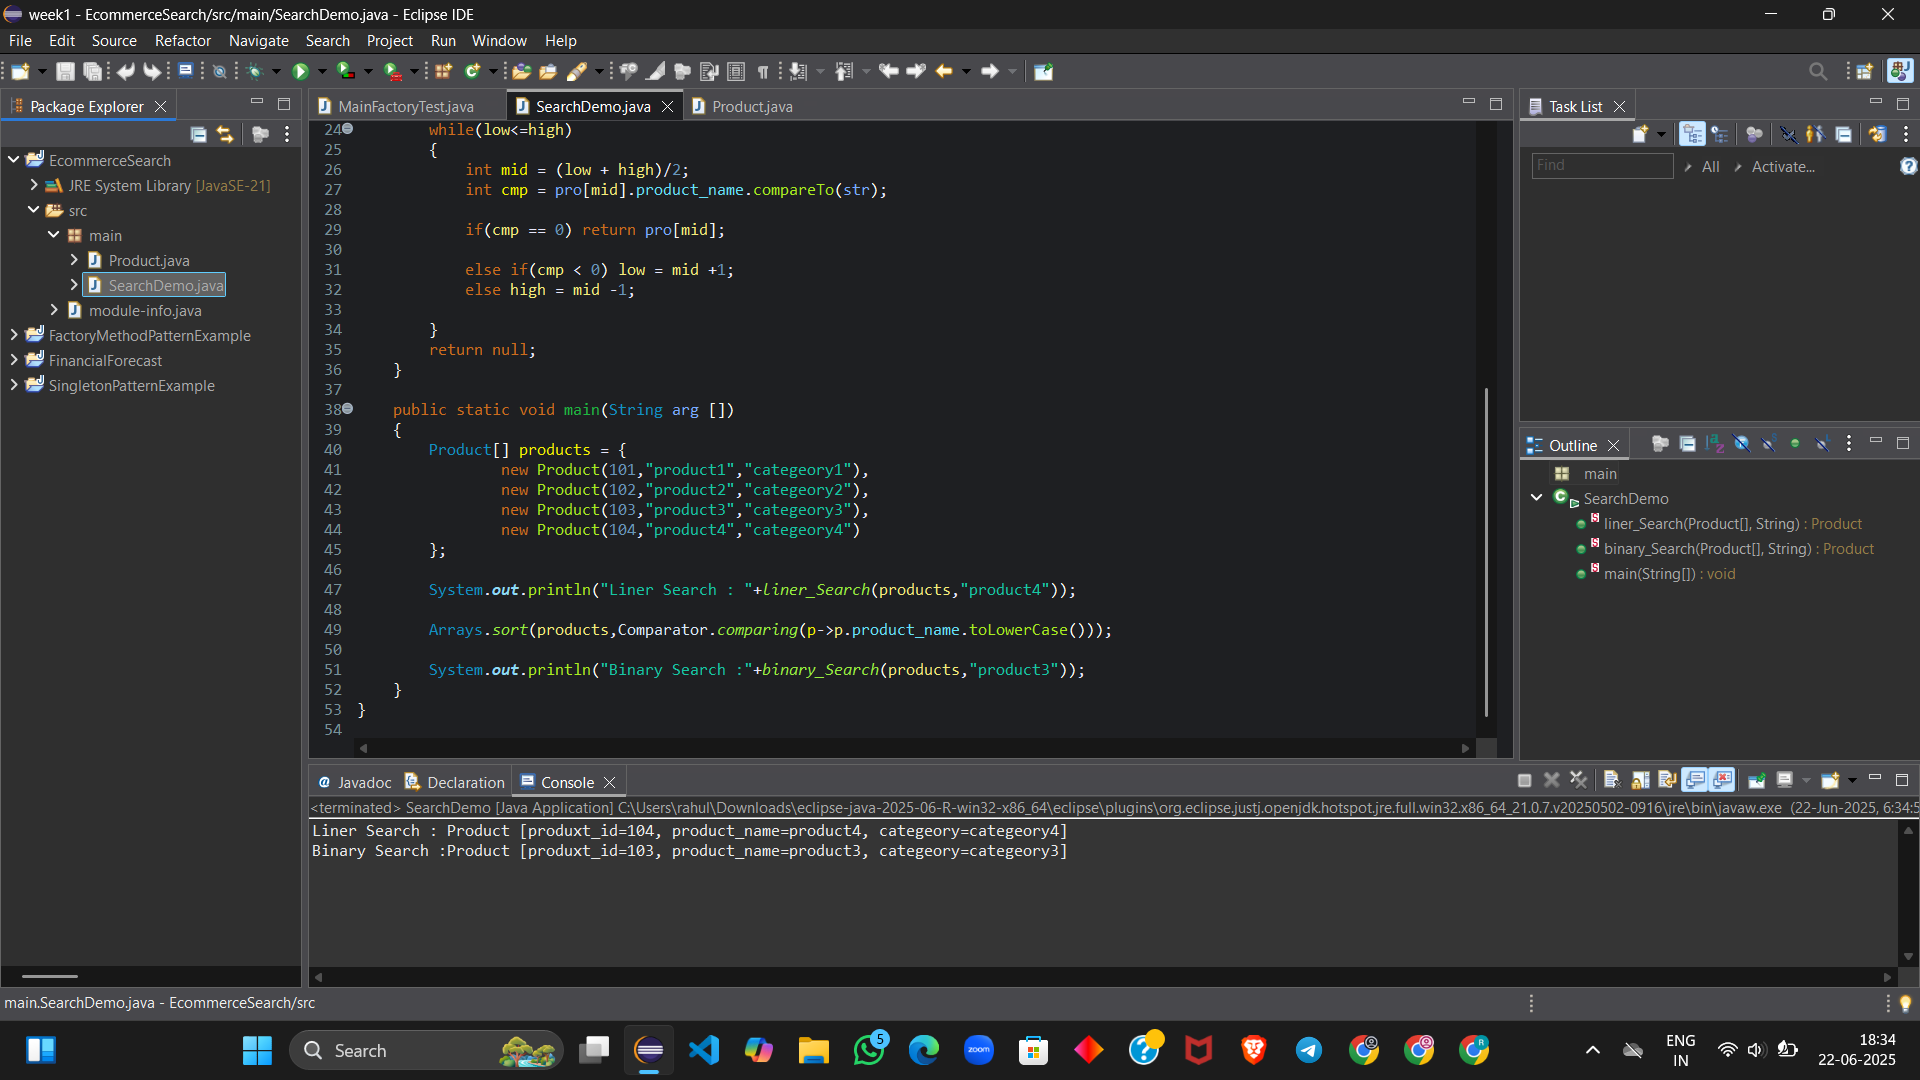 week1 - EcommerceSearch/src/main/SearchDemo.java - Eclipse IDE
File Edit Source Refactor Navigate Search Project Run Window Help
Package Explorer
EcommerceSearch
JRE System Library [JavaSE-21]
src
main
Product.java
SearchDemo.java
module-info.java
FactoryMethodPatternExample
FinancialForecast
SingletonPatternExample
MainFactoryTest.java SearchDemo.java Product.java
24 while(low<=high)
25 {
26 int mid = (low + high)/2;
27 int cmp = pro[mid].product_name.compareTo(str);
28
29 if(cmp == 0) return pro[mid];
30
31 else if(cmp < 0) low = mid +1;
32 else high = mid -1;
33
34 }
35 return null;
36 }
37
38 public static void main(String arg [])
39 {
40 Product[] products = {
41 new Product(101,"product1","categeory1"),
42 new Product(102,"product2","categeory2"),
43 new Product(103,"product3","categeory3"),
44 new Product(104,"product4","categeory4")
45 };
46
47 System.out.println("Liner Search : "+liner_Search(products,"product4"));
48
49 Arrays.sort(products,Comparator.comparing(p->p.product_name.toLowerCase()));
50
51 System.out.println("Binary Search :"+binary_Search(products,"product3"));
52 }
53 }
54
Task List
Find All Activate...
Outline
main
SearchDemo
liner_Search(Product[], String) : Product
binary_Search(Product[], String) : Product
main(String[]) : void
@ Javadoc Declaration Console
<terminated> SearchDemo [Java Application] C:\Users\rahul\Downloads\eclipse-java-2025-06-R-win32-x86_64\eclipse\plugins\org.eclipse.justj.openjdk.hotspot.jre.full.win32.x86_64_21.0.7.v20250502-0916\jre\bin\javaw.exe (22-Jun-2025, 6:34:5
Liner Search : Product [produxt_id=104, product_name=product4, categeory=categeory4]
Binary Search :Product [produxt_id=103, product_name=product3, categeory=categeory3]
main.SearchDemo.java - EcommerceSearch/src
Search
5
zoom
ENG
IN
18:34
22-06-2025